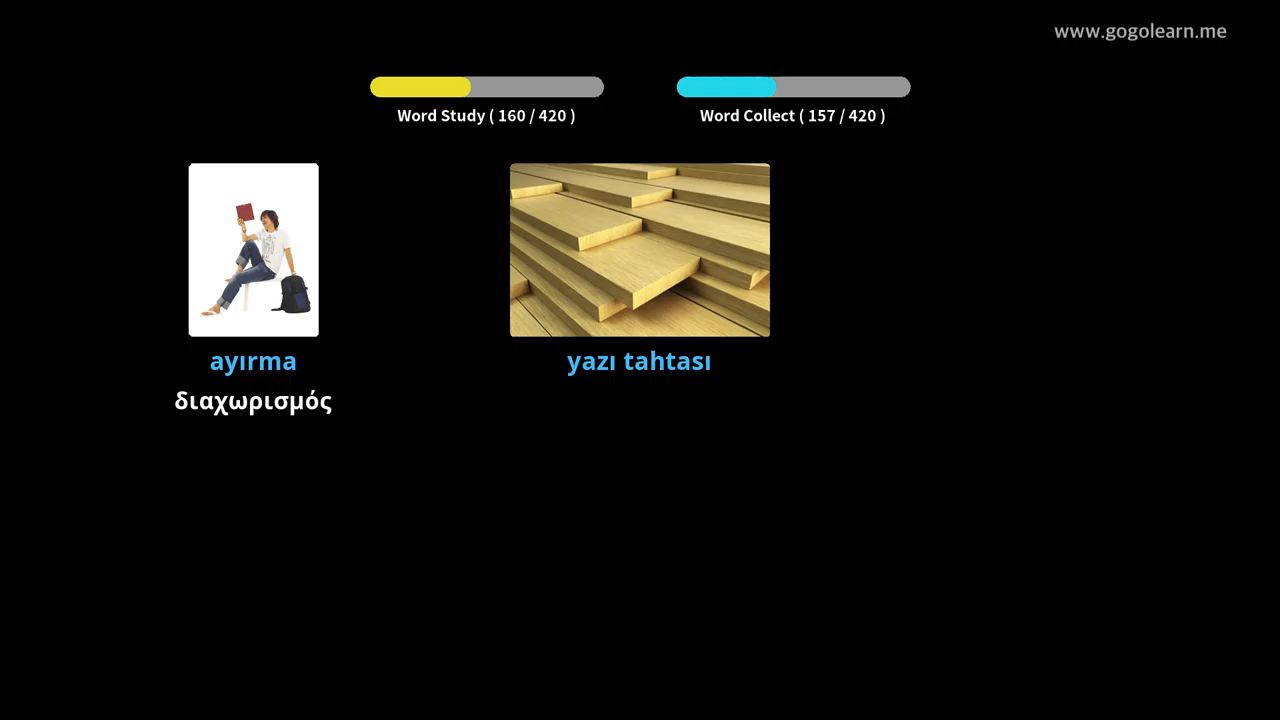 www.gogolearn.me
Word Study ( 160 / 420 )
Word Collect ( 157 / 420 )
ayırma
διαχωρισμός
yazı tahtası